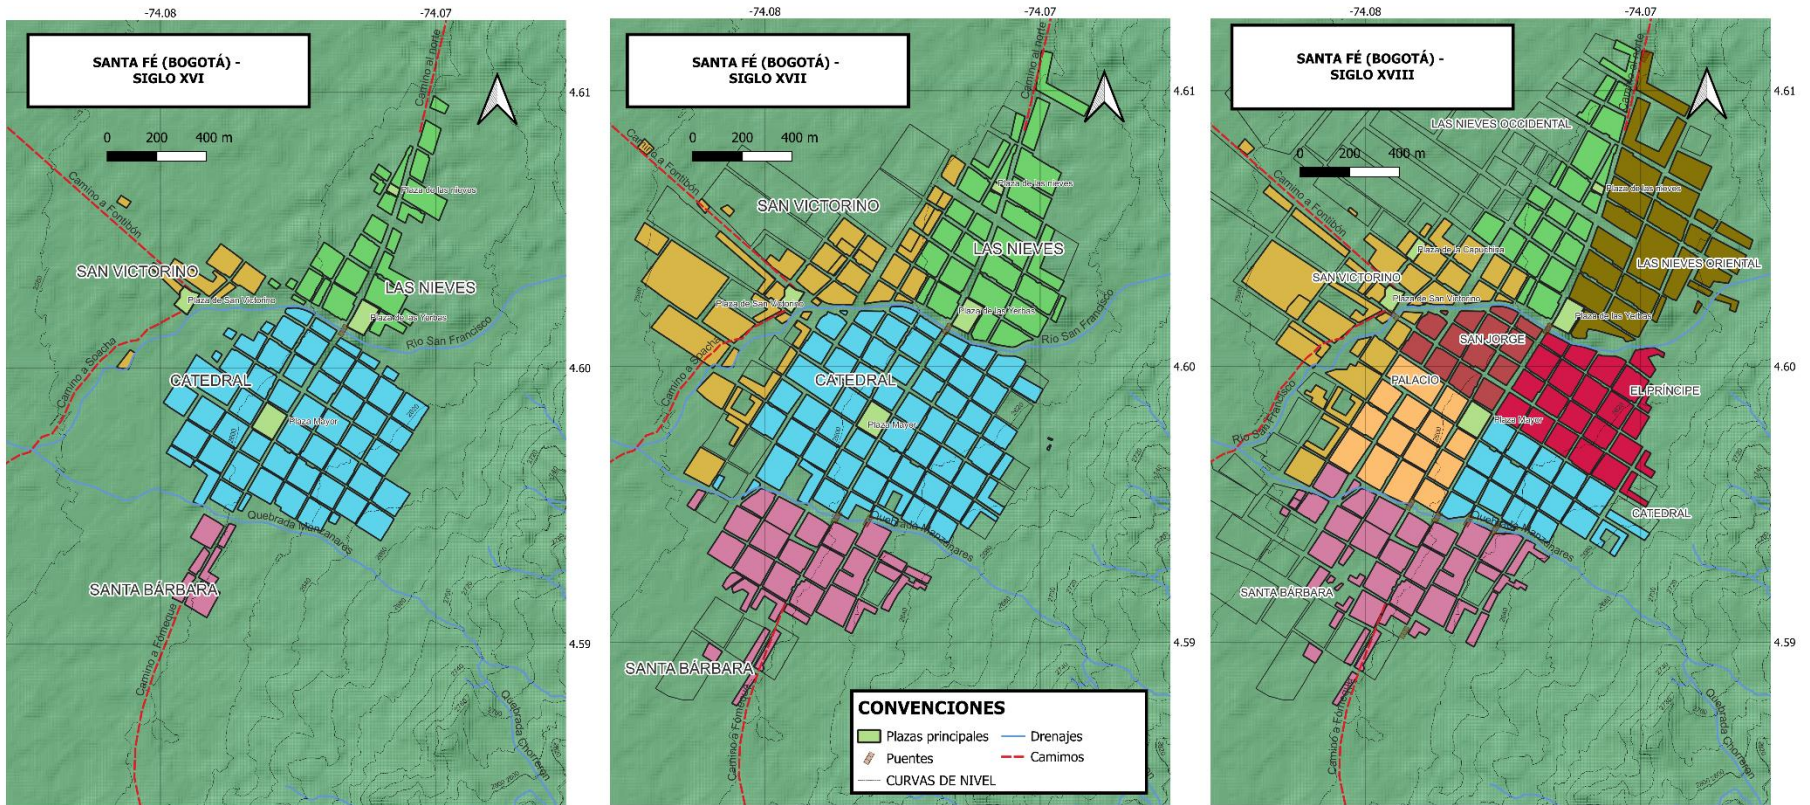 -74.08
-74.07
SANTA FÉ (BOGOTÁ) -
SIGLO XVI
0 200 400 m
4.61
4.60
4.59
Camino al norte
Camino a Fontibón
Plaza de las nieves
SAN VICTORINO
LAS NIEVES
Plaza de San Victorino
Plaza de las Yerbas
Río San Francisco
Camino a Soacha
CATEDRAL
Plaza Mayor
Quebrada Manzanares
SANTA BÁRBARA
Camino a Fómeque
Quebrada Chorreron
-74.08
-74.07
SANTA FÉ (BOGOTÁ) -
SIGLO XVII
0 200 400 m
4.61
4.60
4.59
Camino al norte
Camino a Fontibón
Plaza de las nieves
SAN VICTORINO
LAS NIEVES
Plaza de San Victorino
Plaza de las Yerbas
Río San Francisco
Camino a Soacha
CATEDRAL
Plaza Mayor
Quebrada Manzanares
SANTA BÁRBARA
Camino a Fómeque
CONVENCIONES
Plazas principales
Drenajes
Puentes
Camimos
CURVAS DE NIVEL
-74.08
-74.07
SANTA FÉ (BOGOTÁ) -
SIGLO XVIII
LAS NIEVES OCCIDENTAL
0 200 400 m
4.61
4.60
4.59
Camino al norte
Camino a Fontibón
Plaza de las nieves
Plaza de la Capuchina
LAS NIEVES ORIENTAL
SAN VICTORINO
Plaza de San Victorino
Plaza de las Yerbas
SAN JORGE
PALACIO
EL PRÍNCIPE
Río San Francisco
Plaza Mayor
CATEDRAL
Quebrada Manzanares
SANTA BÁRBARA
Camino a Fómeque
Quebrada Chorreron